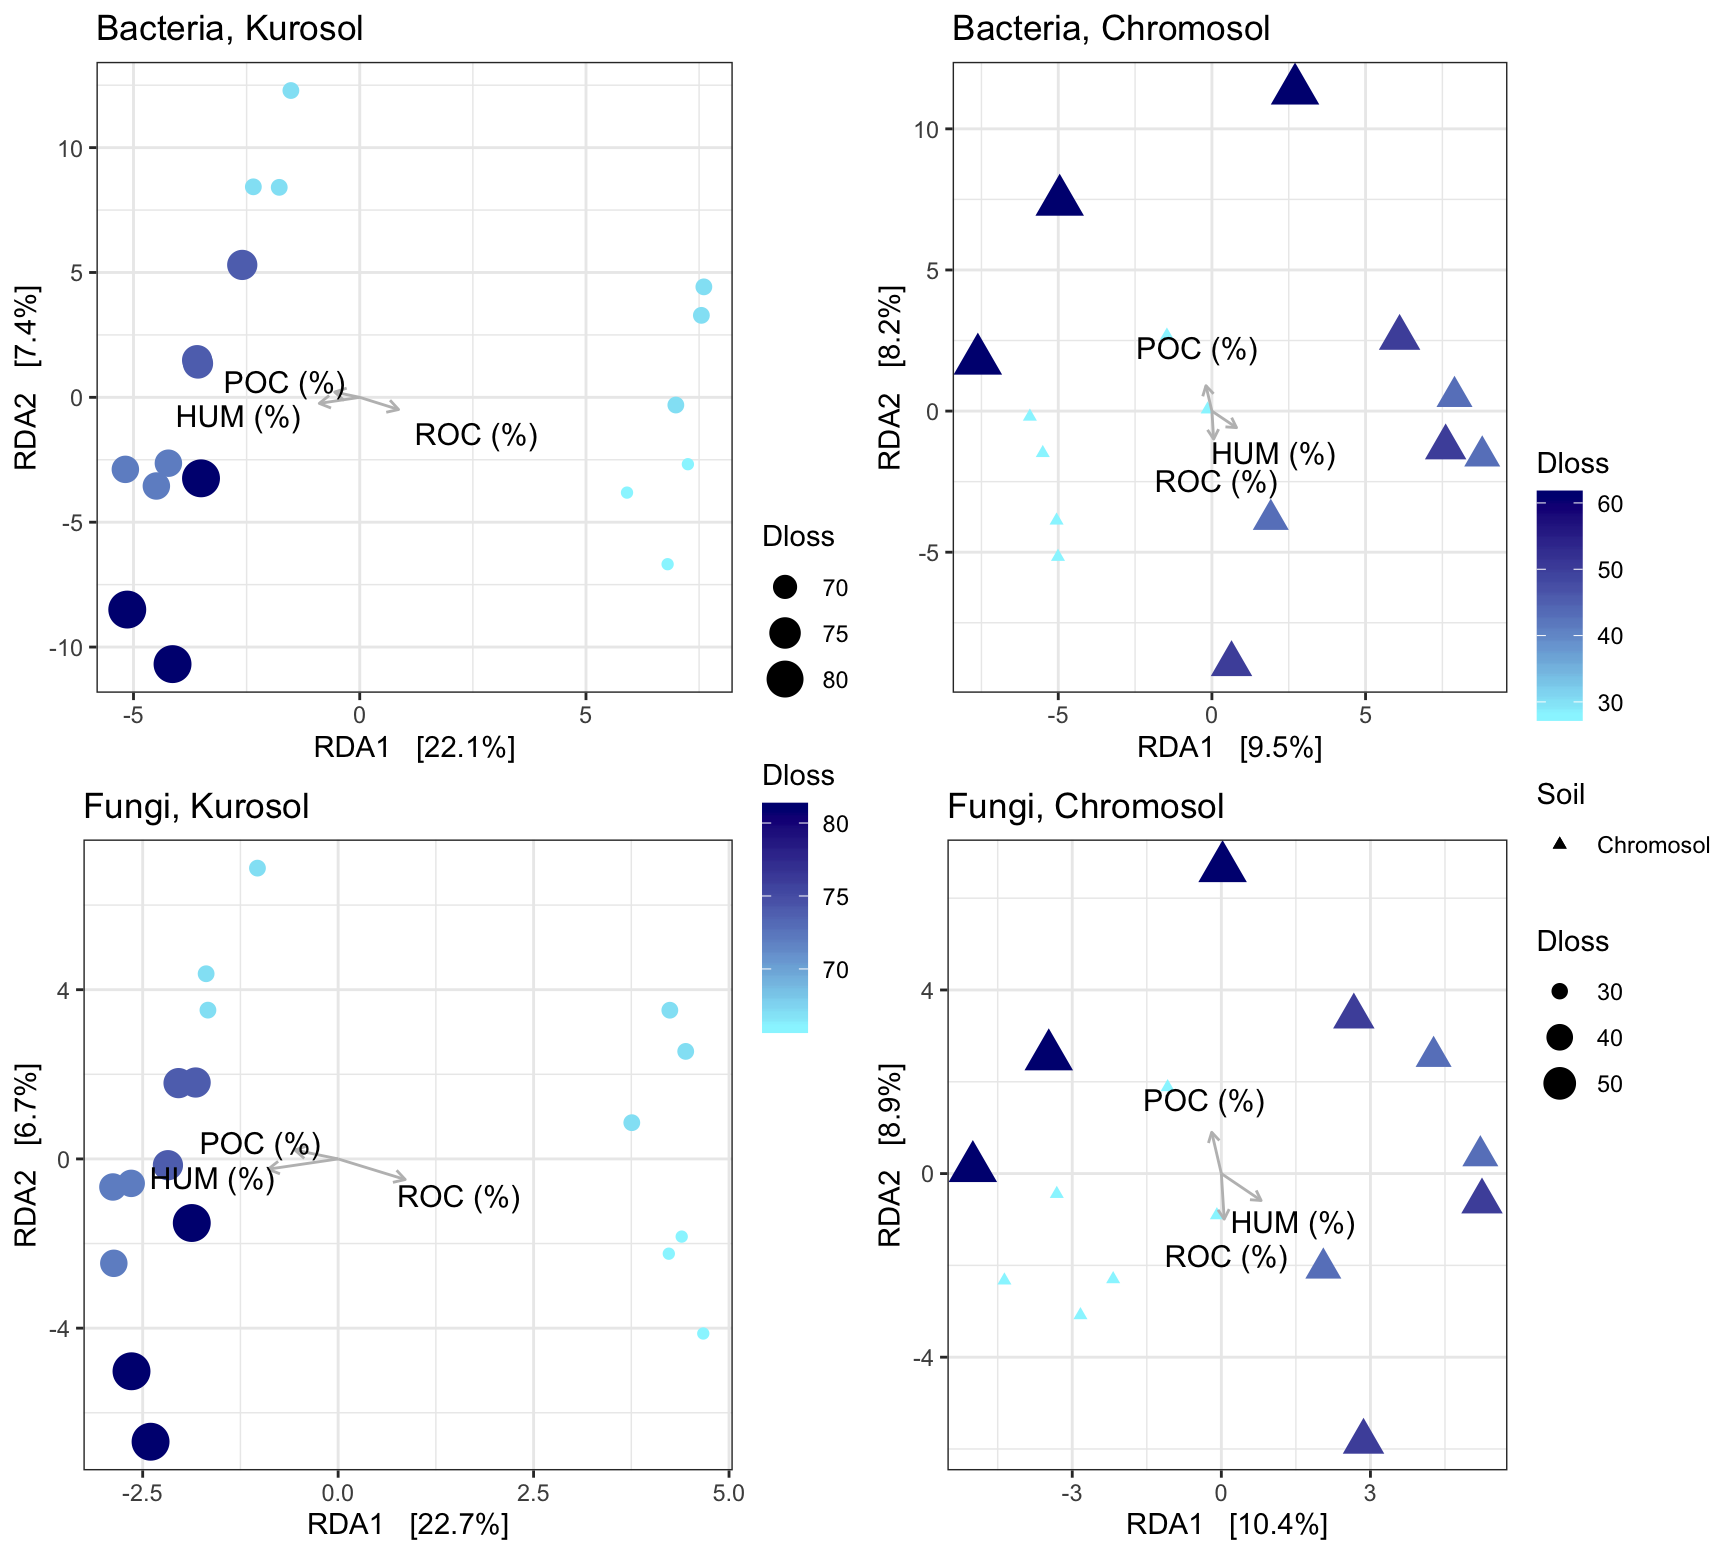 Bacteria, Kurosol
RDA2 [7.4%]
10
5
0
-5
-10
POC (%)
HUM (%)
ROC (%)
-5 0 5
RDA1 [22.1%]
Dloss
70
75
80
Bacteria, Chromosol
RDA2 [8.2%]
10
5
0
-5
POC (%)
HUM (%)
ROC (%)
-5 0 5
RDA1 [9.5%]
Dloss
60
50
40
30
Fungi, Kurosol
RDA2 [6.7%]
4
0
-4
POC (%)
HUM (%)
ROC (%)
-2.5 0.0 2.5 5.0
RDA1 [22.7%]
Dloss
80
75
70
Fungi, Chromosol
RDA2 [8.9%]
4
0
-4
POC (%)
HUM (%)
ROC (%)
-3 0 3
RDA1 [10.4%]
Soil
Chromosol
Dloss
30
40
50